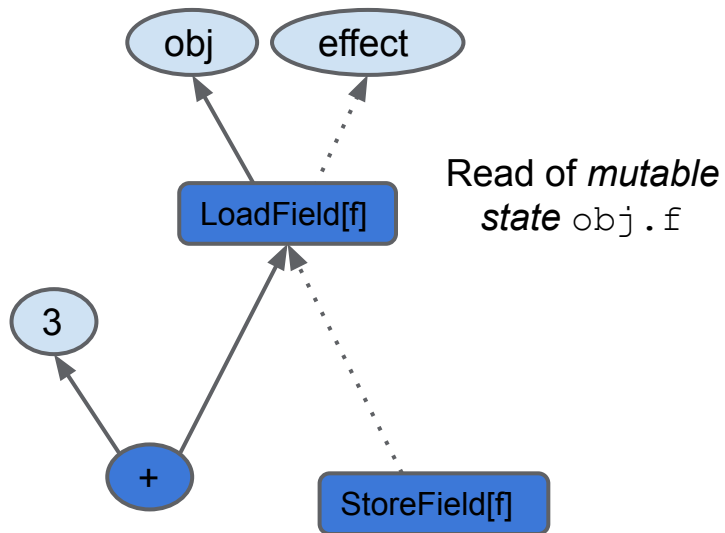 obj
effect
LoadField[f]
Read of mutable
state obj.f
3
+
StoreField[f]